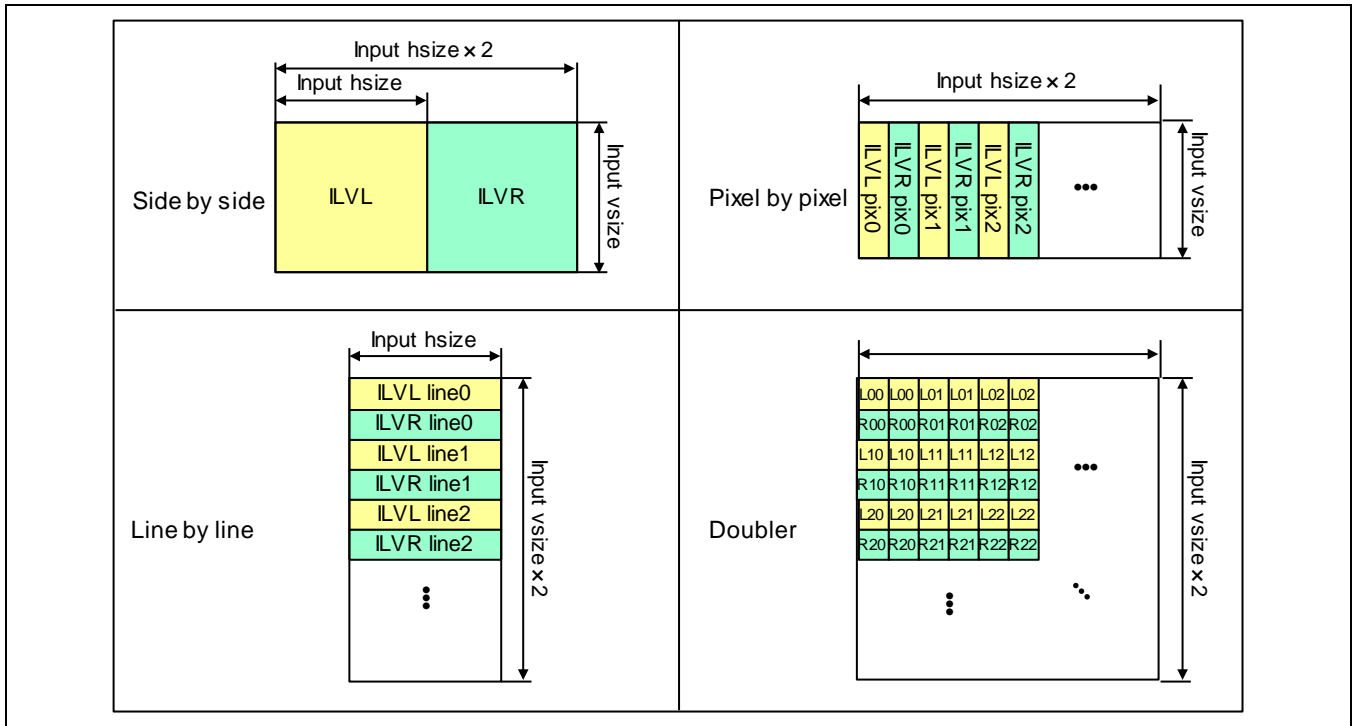 Side by side
Input hsize × 2
Input hsize
ILVL
ILVR
Input vsize
Pixel by pixel
Input hsize × 2
ILVL pix0
ILVR pix0
ILVL pix1
ILVR pix1
ILVL pix2
ILVR pix2
•••
Input vsize
Line by line
Input hsize
ILVL line0
ILVR line0
ILVL line1
ILVR line1
ILVL line2
ILVR line2
Input vsize × 2
Doubler
L00 L00 L01 L01 L02 L02
R00 R00 R01 R01 R02 R02
L10 L10 L11 L11 L12 L12
R10 R10 R11 R11 R12 R12
L20 L20 L21 L21 L22 L22
R20 R20 R21 R21 R22 R22
•••
Input vsize × 2